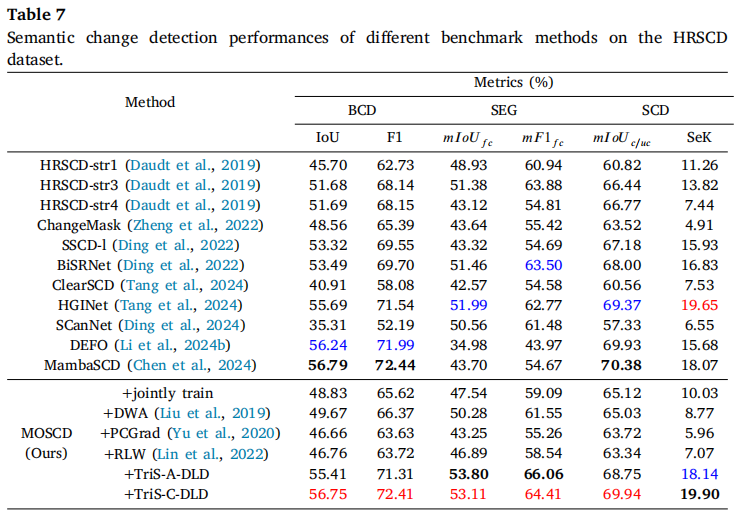 Table 7
Semantic change detection performances of different benchmark methods on the HRSCD
dataset.
Method Metrics (%)
BCD SEG SCD
IoU F1 mIoU_fc mF1_fc mIoU_c/uc SeK
HRSCD-str1 (Daudt et al., 2019) 45.70 62.73 48.93 60.94 60.82 11.26
HRSCD-str3 (Daudt et al., 2019) 51.68 68.14 51.38 63.88 66.44 13.82
HRSCD-str4 (Daudt et al., 2019) 51.69 68.15 43.12 54.81 66.77 7.44
ChangeMask (Zheng et al., 2022) 48.56 65.39 43.64 55.42 63.52 4.91
SSCD-l (Ding et al., 2022) 53.32 69.55 43.32 54.69 67.18 15.93
BiSRNet (Ding et al., 2022) 53.49 69.70 51.46 63.50 68.00 16.83
ClearSCD (Tang et al., 2024) 40.91 58.08 42.57 54.58 60.56 7.53
HGINet (Tang et al., 2024) 55.69 71.54 51.99 62.77 69.37 19.65
SCanNet (Ding et al., 2024) 35.31 52.19 50.56 61.48 57.33 6.55
DEFO (Li et al., 2024b) 56.24 71.99 34.98 43.97 69.93 15.68
MambaSCD (Chen et al., 2024) 56.79 72.44 43.70 54.67 70.38 18.07
MOSCD
(Ours)
+jointly train 48.83 65.62 47.54 59.09 65.12 10.03
+DWA (Liu et al., 2019) 49.67 66.37 50.28 61.55 65.03 8.77
+PCGrad (Yu et al., 2020) 46.66 63.63 43.25 55.26 63.72 5.96
+RLW (Lin et al., 2022) 46.76 63.72 46.89 58.54 63.34 7.07
+TriS-A-DLD 55.41 71.31 53.80 66.06 68.75 18.14
+TriS-C-DLD 56.75 72.41 53.11 64.41 69.94 19.90